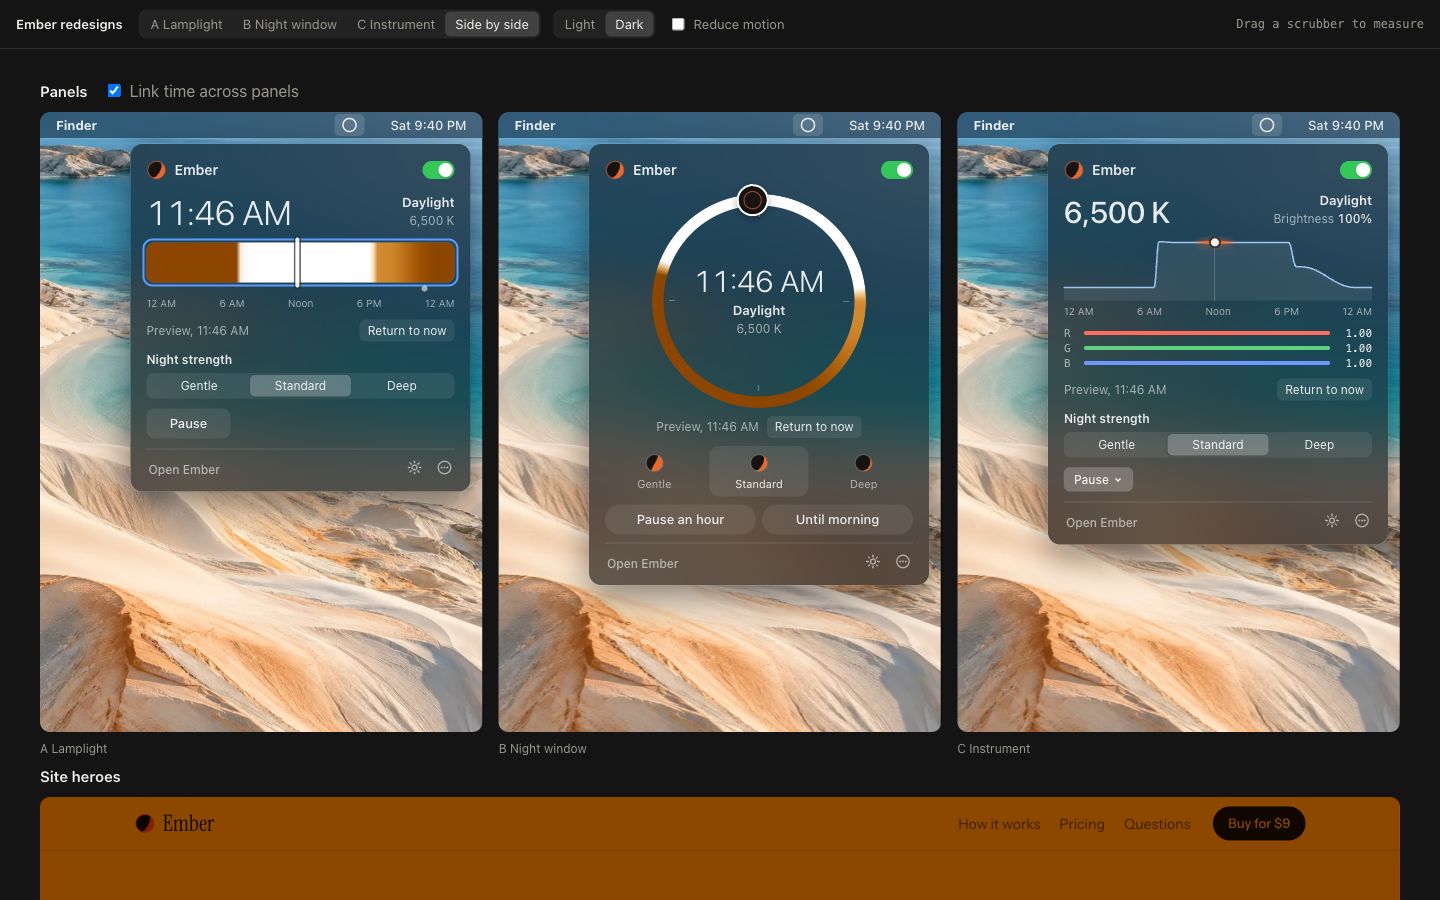 Ember redesigns A Lamplight B Night window C Instrument Side by side Light Dark Reduce motion Drag a scrubber to measure
Panels Link time across panels
Finder Sat 9:40 PM
Ember
11:46 AM
Daylight
6,500 K
12 AM 6 AM Noon 6 PM 12 AM
Preview, 11:46 AM Return to now
Night strength
Gentle Standard Deep
Pause
Open Ember
A Lamplight
Finder Sat 9:40 PM
Ember
11:46 AM
Daylight
6,500 K
Preview, 11:46 AM Return to now
Gentle Standard Deep
Pause an hour Until morning
Open Ember
B Night window
Finder Sat 9:40 PM
Ember
6,500 K
Daylight
Brightness 100%
12 AM 6 AM Noon 6 PM 12 AM
R 1.00
G 1.00
B 1.00
Preview, 11:46 AM Return to now
Night strength
Gentle Standard Deep
Pause
Open Ember
C Instrument
Site heroes
Ember How it works Pricing Questions Buy for $9